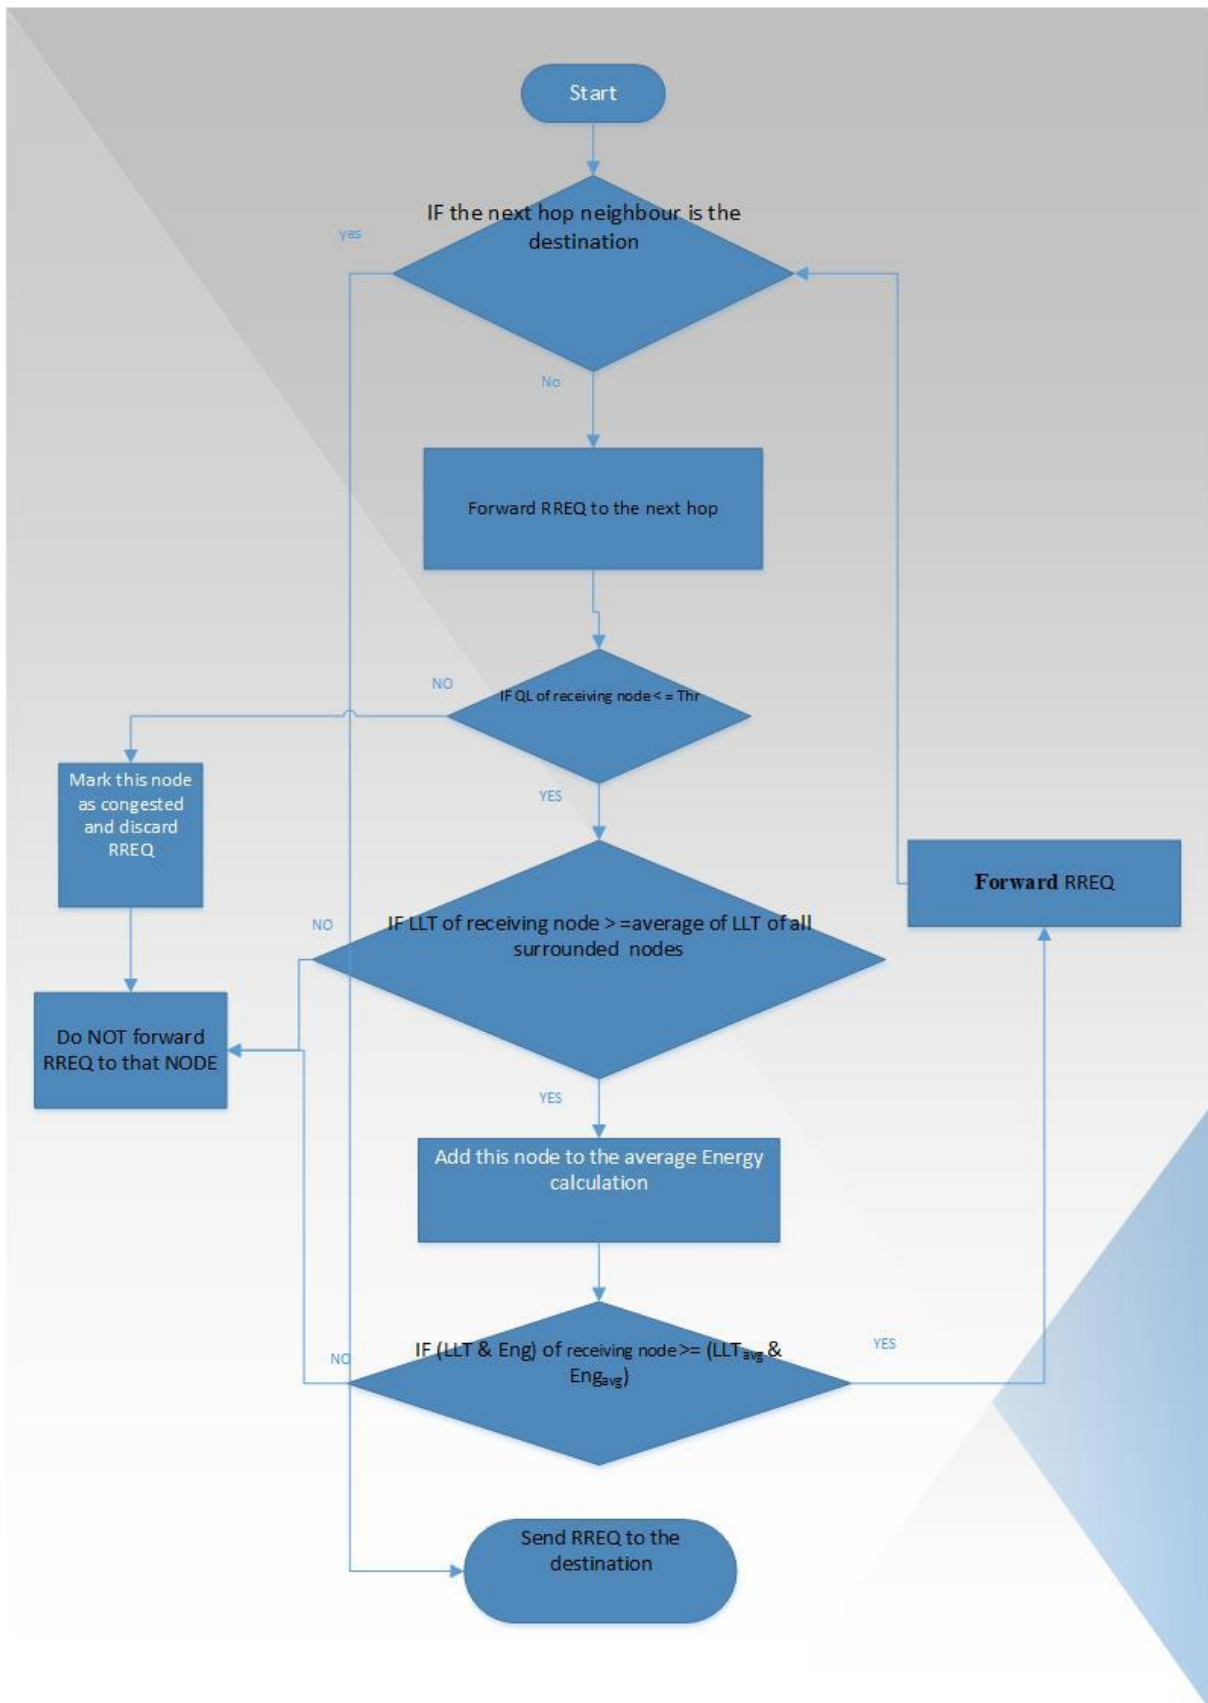 Start
IF the next hop neighbour is the
destination
yes
No
Forward RREQ to the next hop
IF QL of receiving node < = Thr
NO
YES
Mark this node
as congested
and discard
RREQ
Forward RREQ
IF LLT of receiving node > =average of LLT of all
surrounded nodes
NO
YES
Do NOT forward
RREQ to that NODE
Add this node to the average Energy
calculation
IF (LLT & Eng) of receiving node >= (LLTavg &
Engavg)
NO
YES
Send RREQ to the
destination